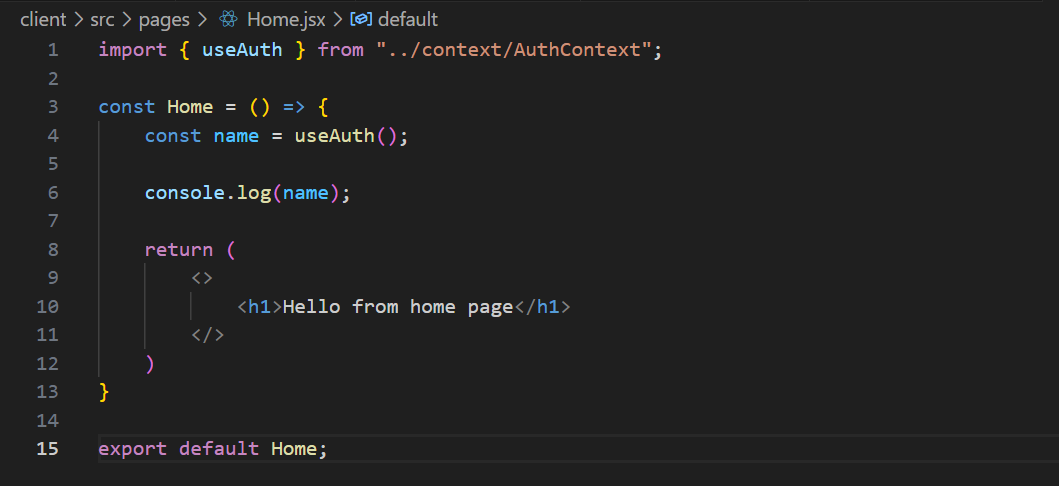 client > src > pages > Home.jsx > default
1 import { useAuth } from "../context/AuthContext";
2
3 const Home = () => {
4     const name = useAuth();
5
6     console.log(name);
7
8     return (
9         <>
10             <h1>Hello from home page</h1>
11         </>
12     )
13 }
14
15 export default Home;